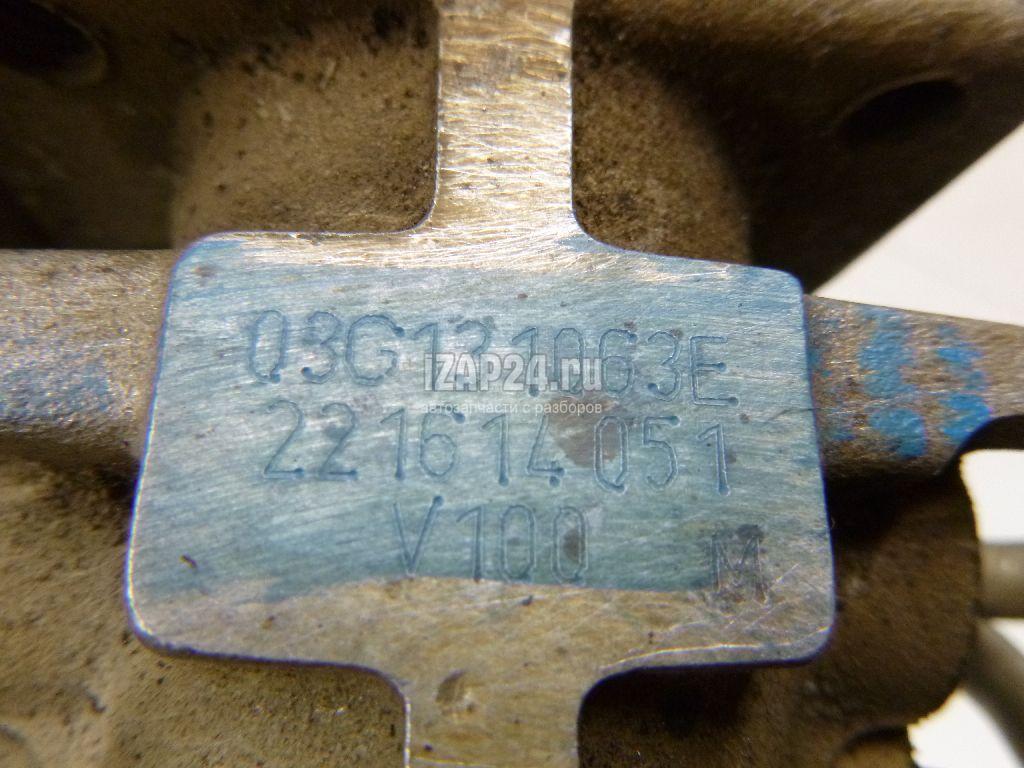 03G131063E
IZAP24.ru
автозапчасти с разборов
221614051
V100 M